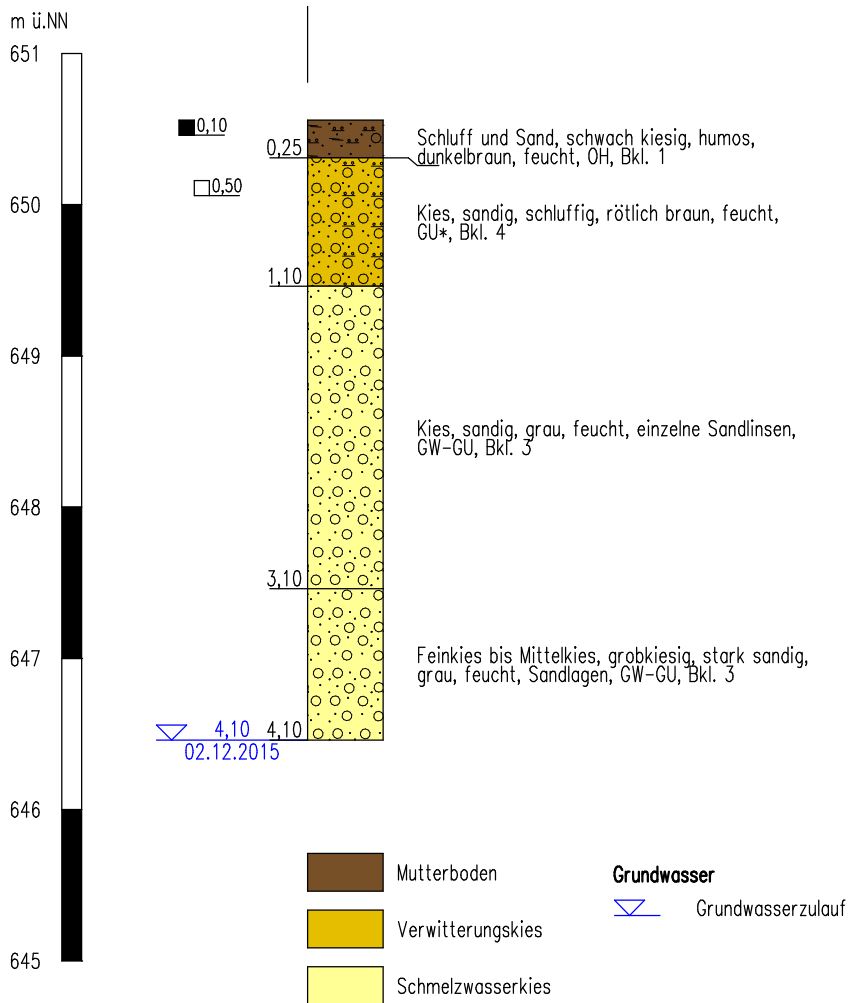 m ü.NN
651
0,10
0,25
Schluff und Sand, schwach kiesig, humos,
dunkelbraun, feucht, OH, Bkl. 1
0,50
650
Kies, sandig, schluffig, rötlich braun, feucht,
GU*, Bkl. 4
1,10
649
Kies, sandig, grau, feucht, einzelne Sandlinsen,
GW-GU, Bkl. 3
648
3,10
647
Feinkies bis Mittelkies, grobkiesig, stark sandig,
grau, feucht, Sandlagen, GW-GU, Bkl. 3
4,10 4,10
02.12.2015
646
Mutterboden
Grundwasser
Grundwasserzulauf
Verwitterungskies
645
Schmelzwasserkies